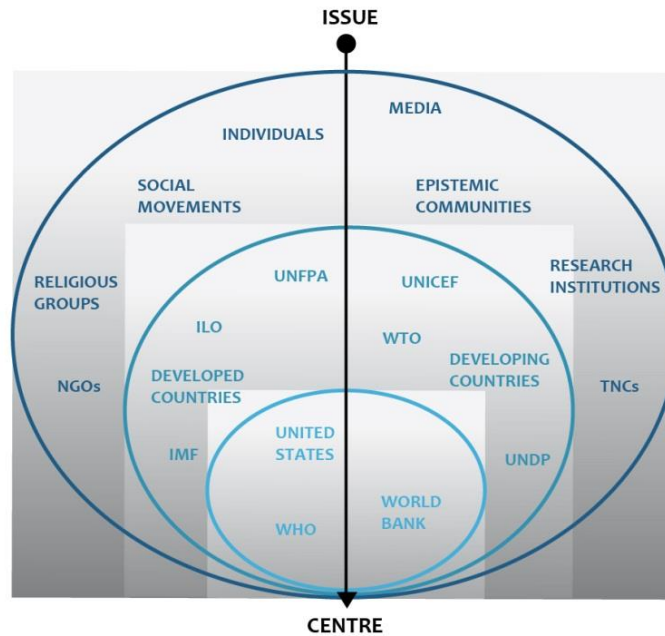 ISSUE
MEDIA
INDIVIDUALS
SOCIAL
MOVEMENTS
EPISTEMIC
COMMUNITIES
RELIGIOUS
GROUPS
UNFPA
UNICEF
RESEARCH
INSTITUTIONS
ILO
WTO
NGOs
DEVELOPED
COUNTRIES
DEVELOPING
COUNTRIES
TNCs
IMF
UNITED
STATES
UNDP
WHO
WORLD
BANK
CENTRE